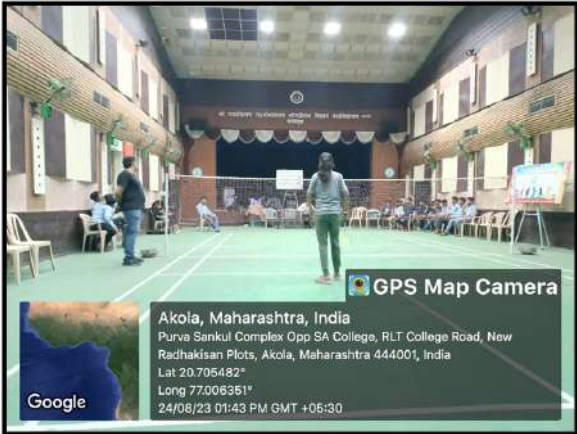 GPS Map Camera
Akola, Maharashtra, India
Purva Sankul Complex Opp SA College, RLT College Road, New
Radhakisan Plots, Akola, Maharashtra 444001, India
Lat 20.705482°
Long 77.006351°
24/08/23 01:43 PM GMT +05:30
Google